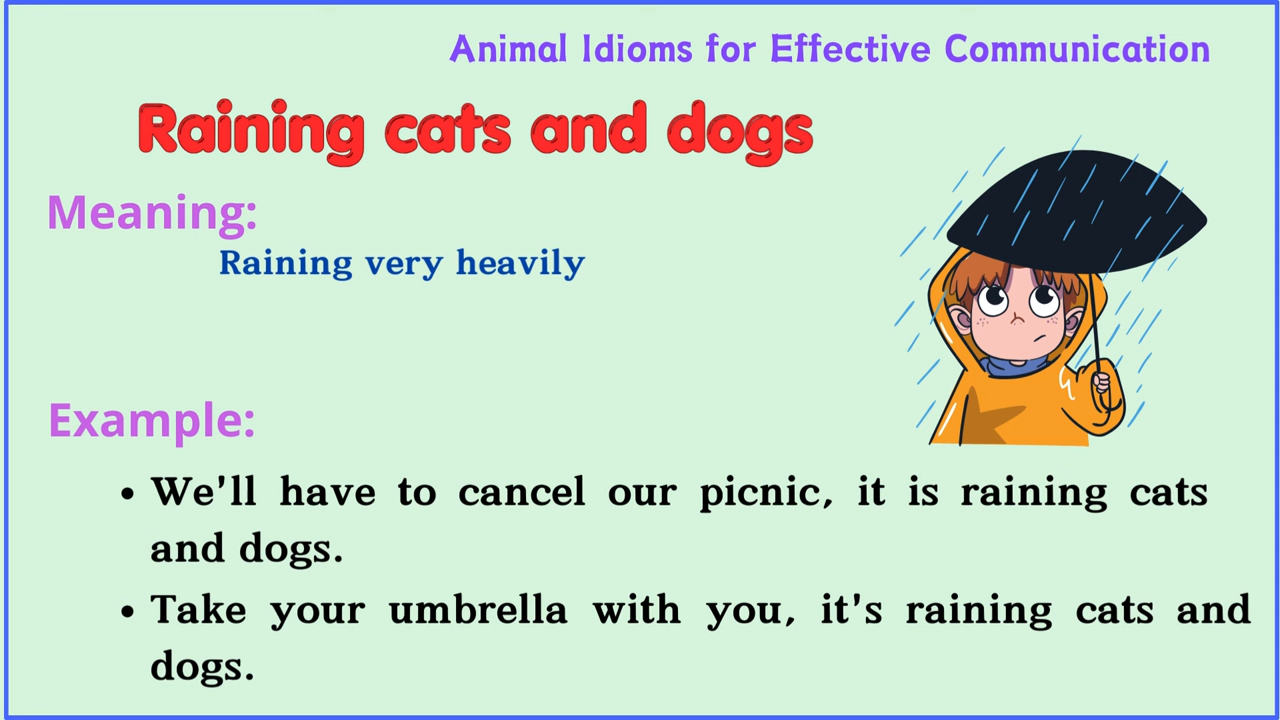 Animal Idioms for Effective Communication
Raining cats and dogs
Meaning:
Raining very heavily
Example:
• We'll have to cancel our picnic, it is raining cats
and dogs.
• Take your umbrella with you, it's raining cats and
dogs.